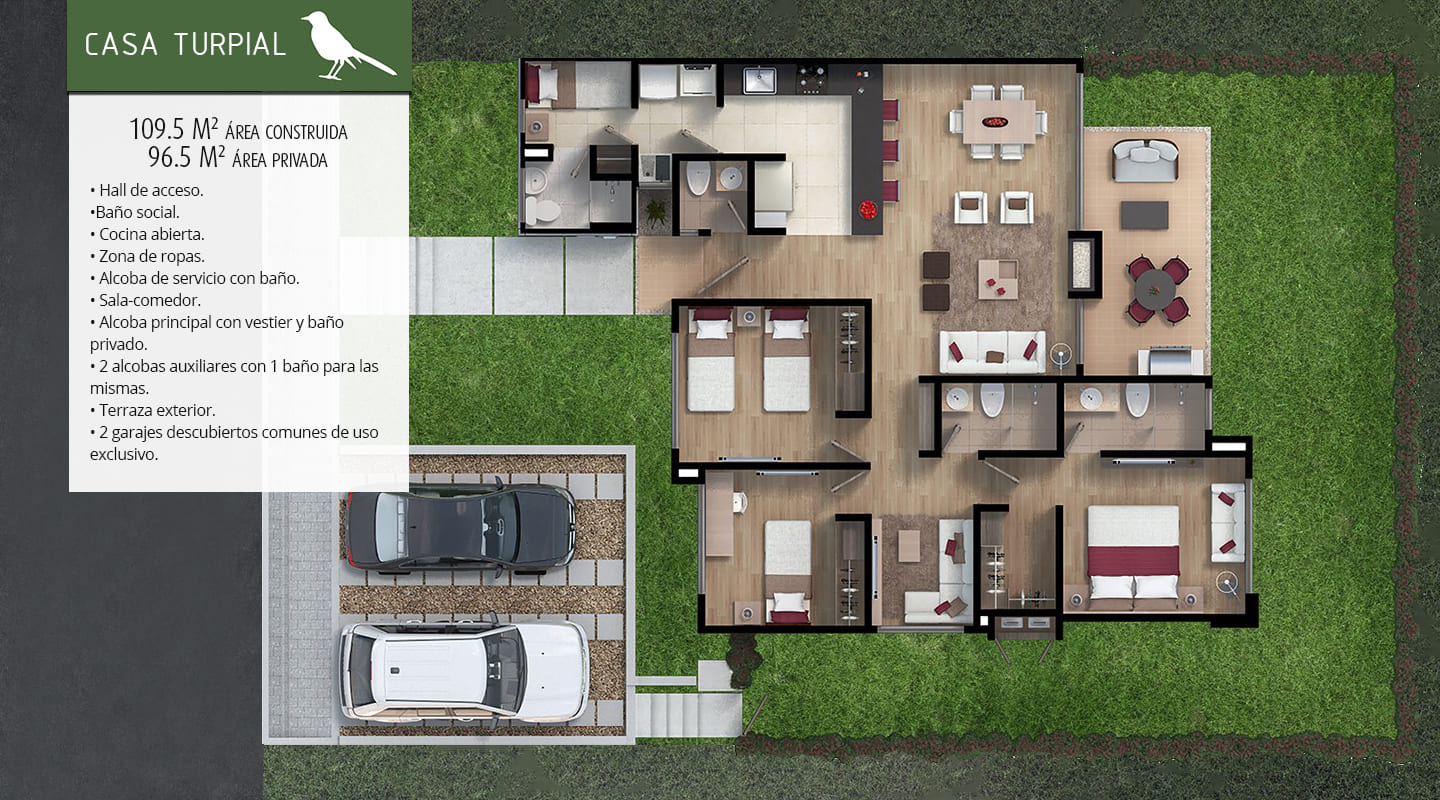 CASA TURPIAL
109.5 M² ÁREA CONSTRUIDA
96.5 M² ÁREA PRIVADA
• Hall de acceso.
•Baño social.
• Cocina abierta.
• Zona de ropas.
• Alcoba de servicio con baño.
• Sala-comedor.
• Alcoba principal con vestier y baño
privado.
• 2 alcobas auxiliares con 1 baño para las
mismas.
• Terraza exterior.
• 2 garajes descubiertos comunes de uso
exclusivo.